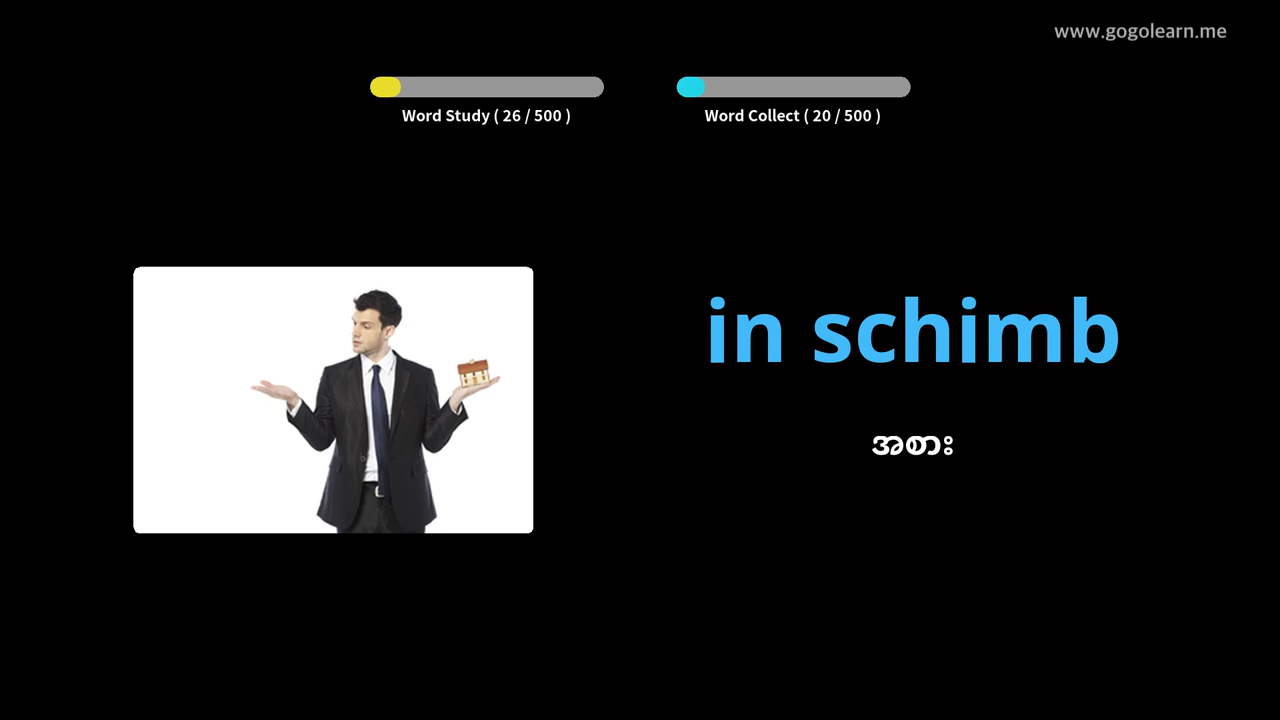 www.gogolearn.me
Word Study ( 26 / 500 )
Word Collect ( 20 / 500 )
in schimb
အစား